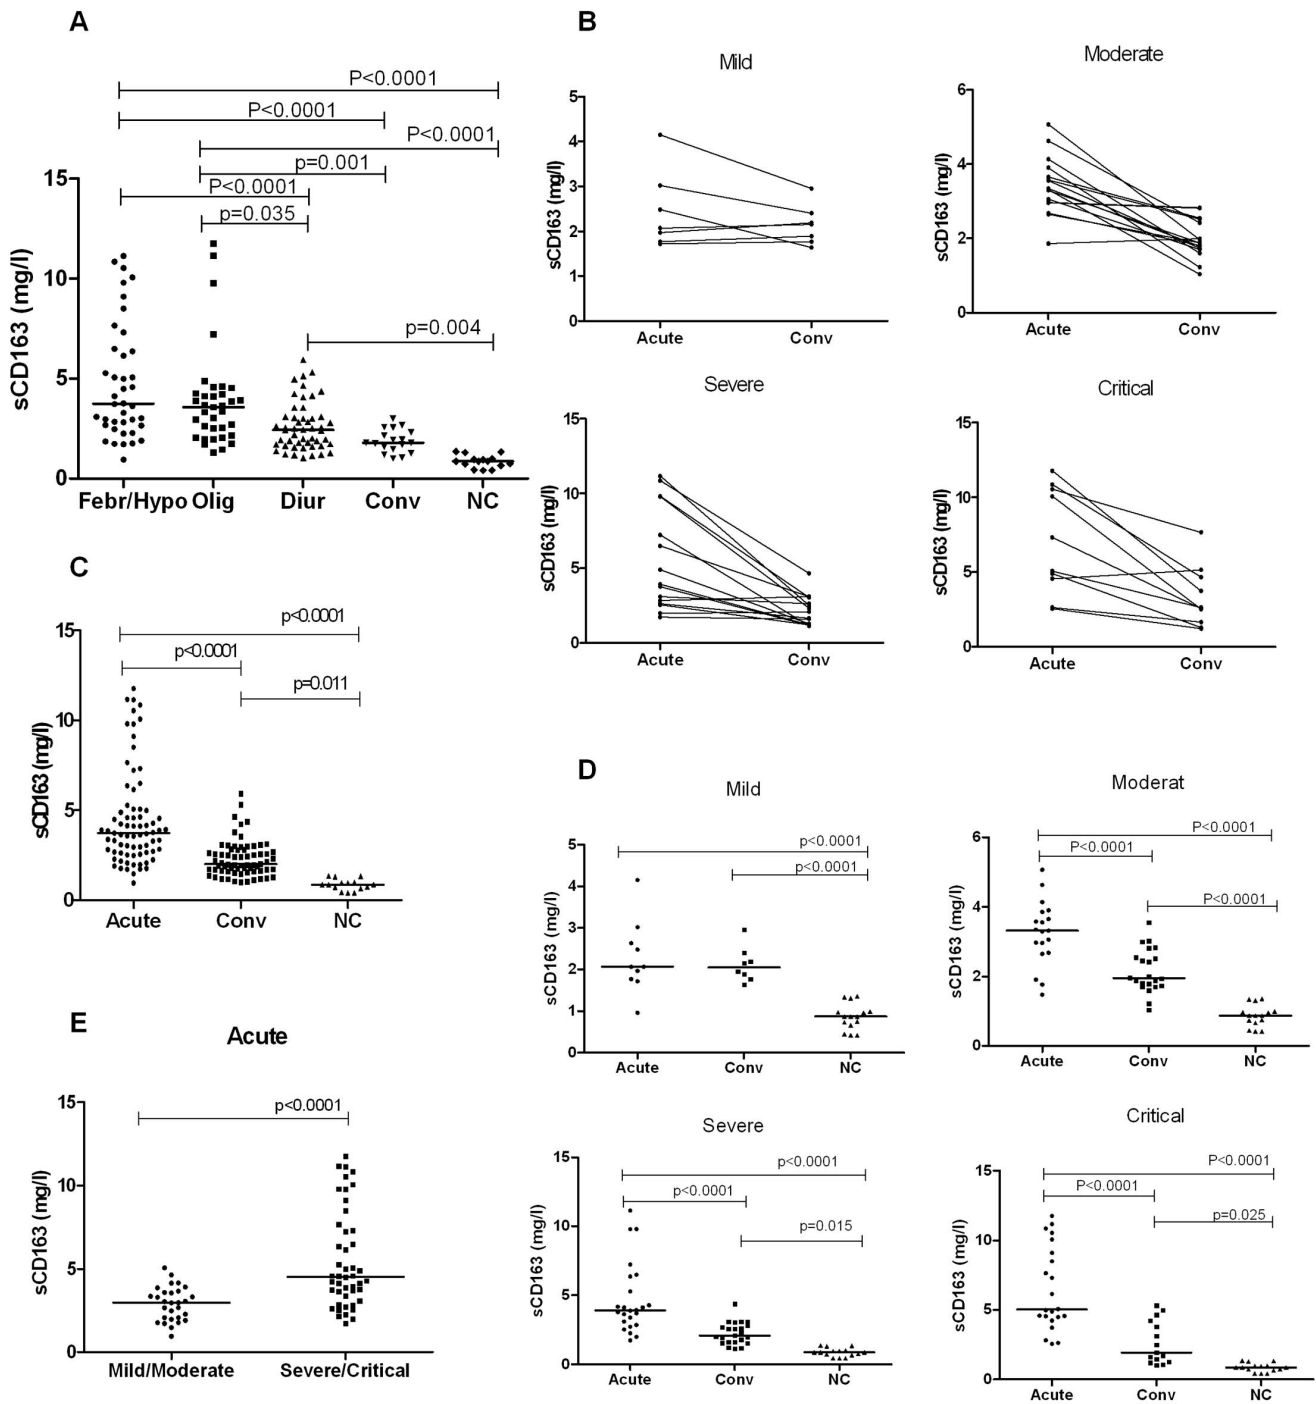 A
P<0.0001
P<0.0001
P<0.0001
p=0.001
P<0.0001
p=0.035
p=0.004
sCD163 (mg/l)
15
10
5
0
Febr/Hypo Olig Diur Conv NC
B
Mild
sCD163 (mg/l)
5
4
3
2
1
0
Acute Conv
Moderate
sCD163 (mg/l)
6
4
2
0
Acute Conv
Severe
sCD163 (mg/l)
15
10
5
0
Acute Conv
Critical
sCD163 (mg/l)
15
10
5
0
Acute Conv
C
p<0.0001
p<0.0001
p=0.011
sCD163 (mg/l)
15
10
5
0
Acute Conv NC
D
Mild
p<0.0001
p<0.0001
sCD163 (mg/l)
5
4
3
2
1
0
Acute Conv NC
Moderat
P<0.0001
P<0.0001
P<0.0001
sCD163 (mg/l)
6
4
2
0
Acute Conv NC
Severe
p<0.0001
p<0.0001
p=0.015
sCD163 (mg/l)
15
10
5
0
Acute Conv NC
Critical
P<0.0001
P<0.0001
p=0.025
sCD163 (mg/l)
15
10
5
0
Acute Conv NC
E
Acute
p<0.0001
sCD163 (mg/l)
15
10
5
0
Mild/Moderate Severe/Critical